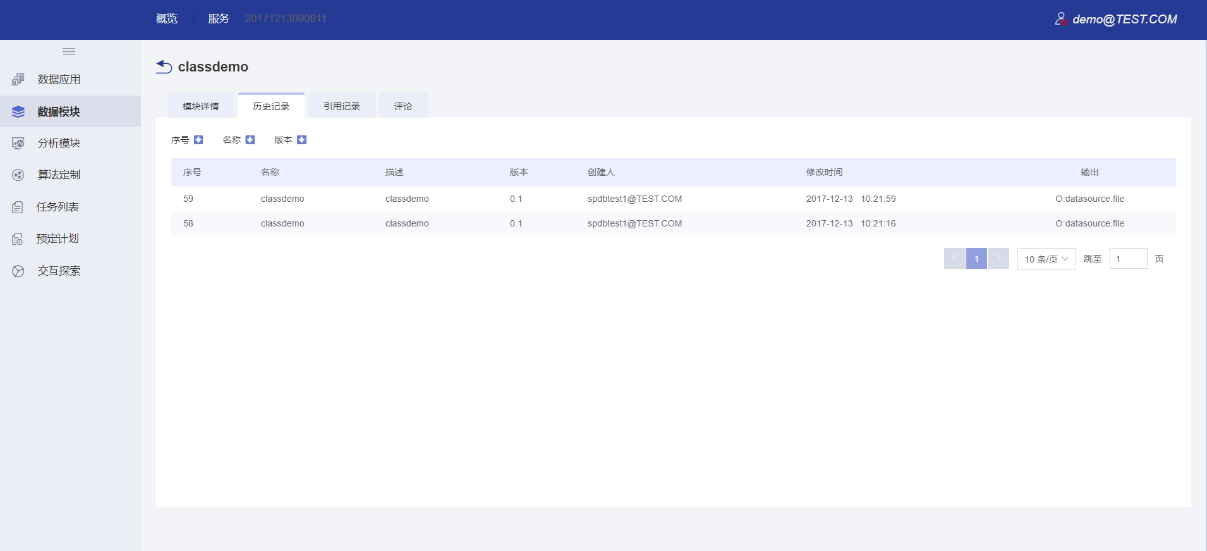 概览 服务 20171213090811 demo@TEST.COM
数据应用
数据模块
分析模块
算法定制
任务列表
预定计划
交互探索
classdemo
模块详情 历史记录 引用记录 评论
序号 名称 版本
序号 名称 描述 版本 创建人 修改时间 输出
59 classdemo classdemo 0.1 spdbtest1@TEST.COM 2017-12-13 10:21:59 O:datasource.file
58 classdemo classdemo 0.1 spdbtest1@TEST.COM 2017-12-13 10:21:16 O:datasource.file
1 10 条/页 跳至 1 页